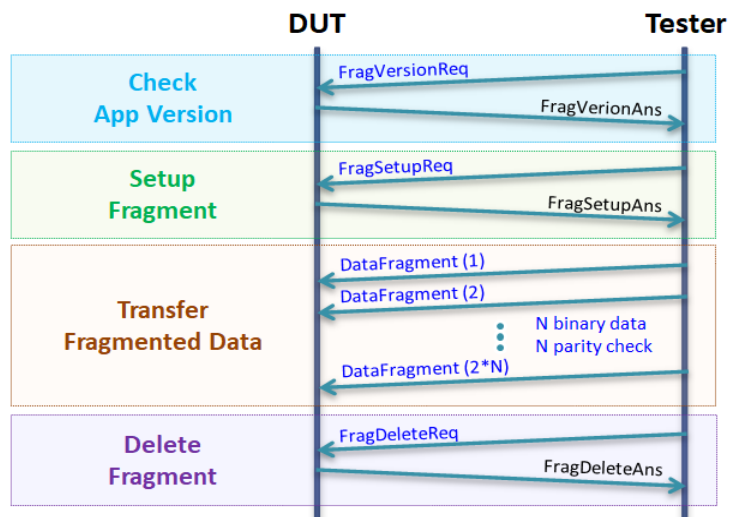 DUT
Tester
Check
App Version
FragVersionReq
FragVerionAns
Setup
Fragment
FragSetupReq
FragSetupAns
Transfer
Fragmented Data
DataFragment (1)
DataFragment (2)
N binary data
N parity check
DataFragment (2*N)
Delete
Fragment
FragDeleteReq
FragDeleteAns